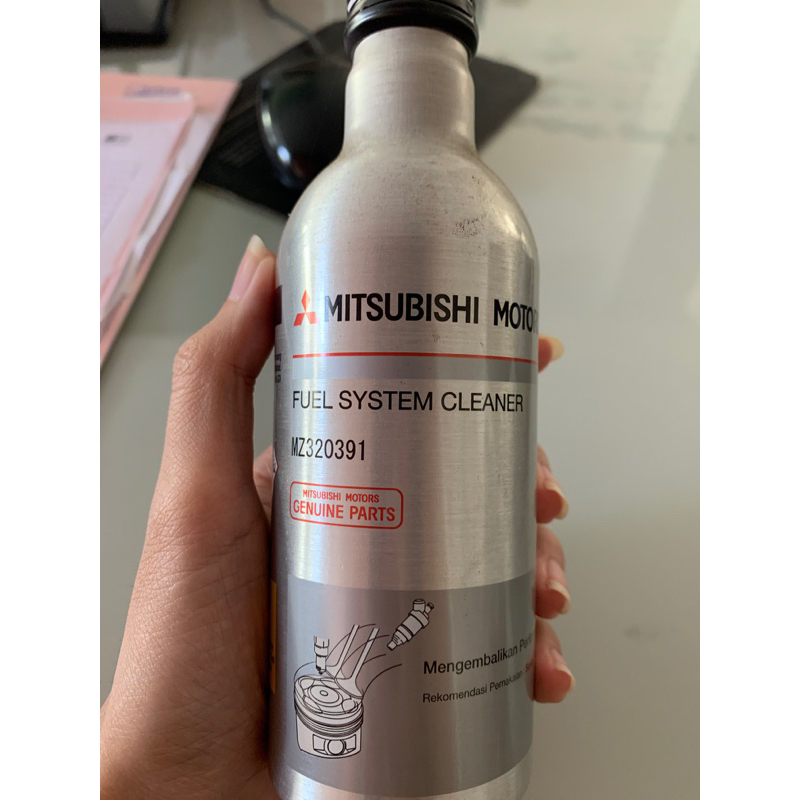 MITSUBISHI MOTO
FUEL SYSTEM CLEANER
MZ320391
MITSUBISHI MOTORS
GENUINE PARTS
Mengembalikan
Rekomendasi Pemakaian